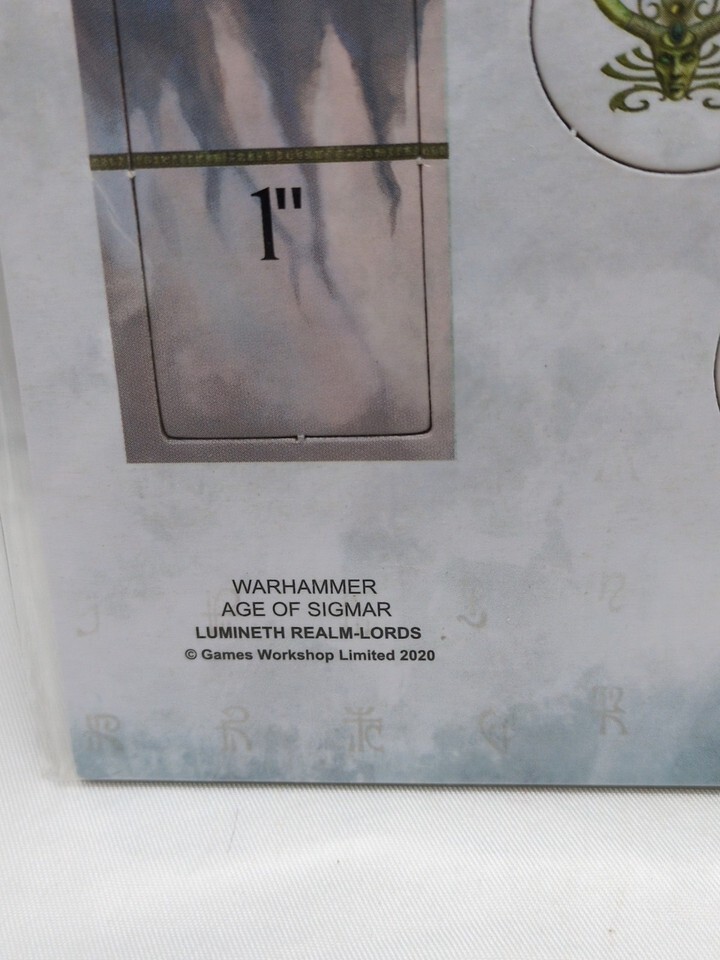 1"
WARHAMMER
AGE OF SIGMAR
LUMINETH REALM-LORDS
© Games Workshop Limited 2020